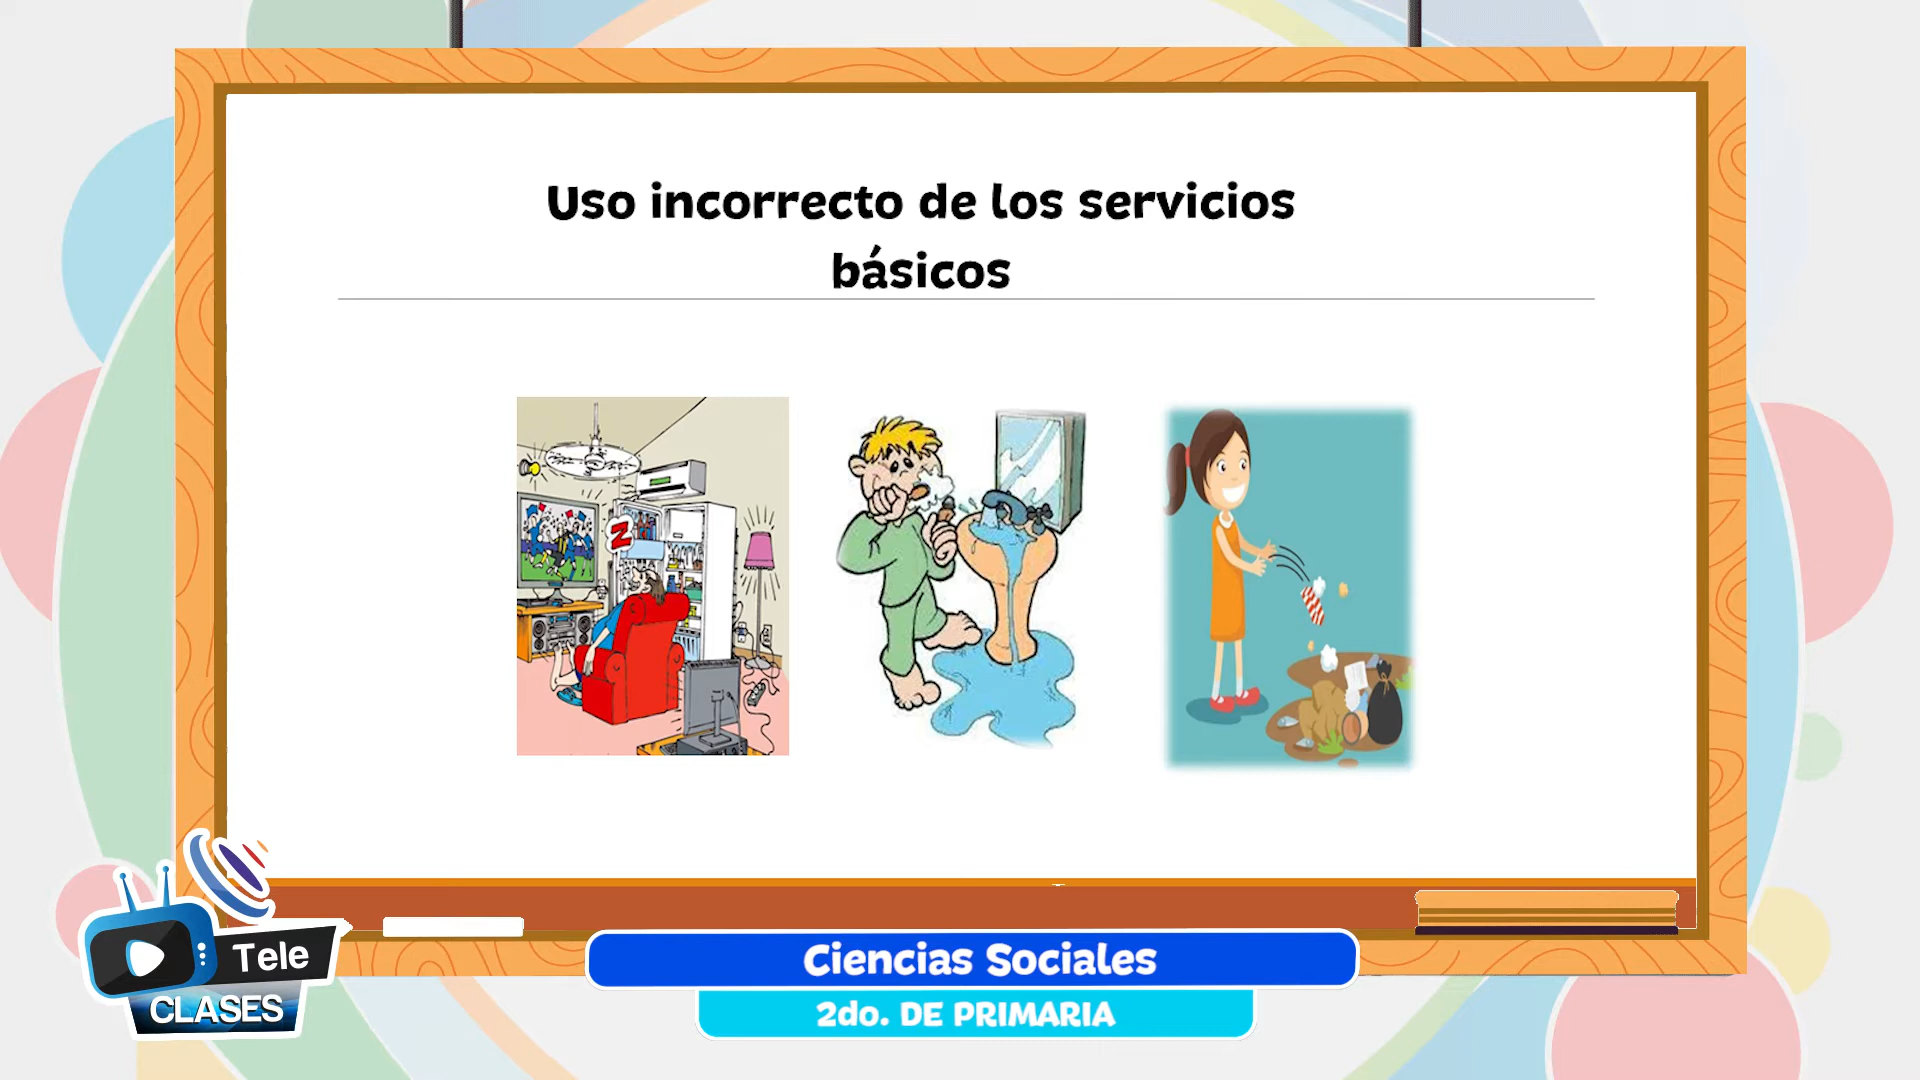 Uso incorrecto de los servicios
básicos
Z
Tele
CLASES
Ciencias Sociales
2do. DE PRIMARIA